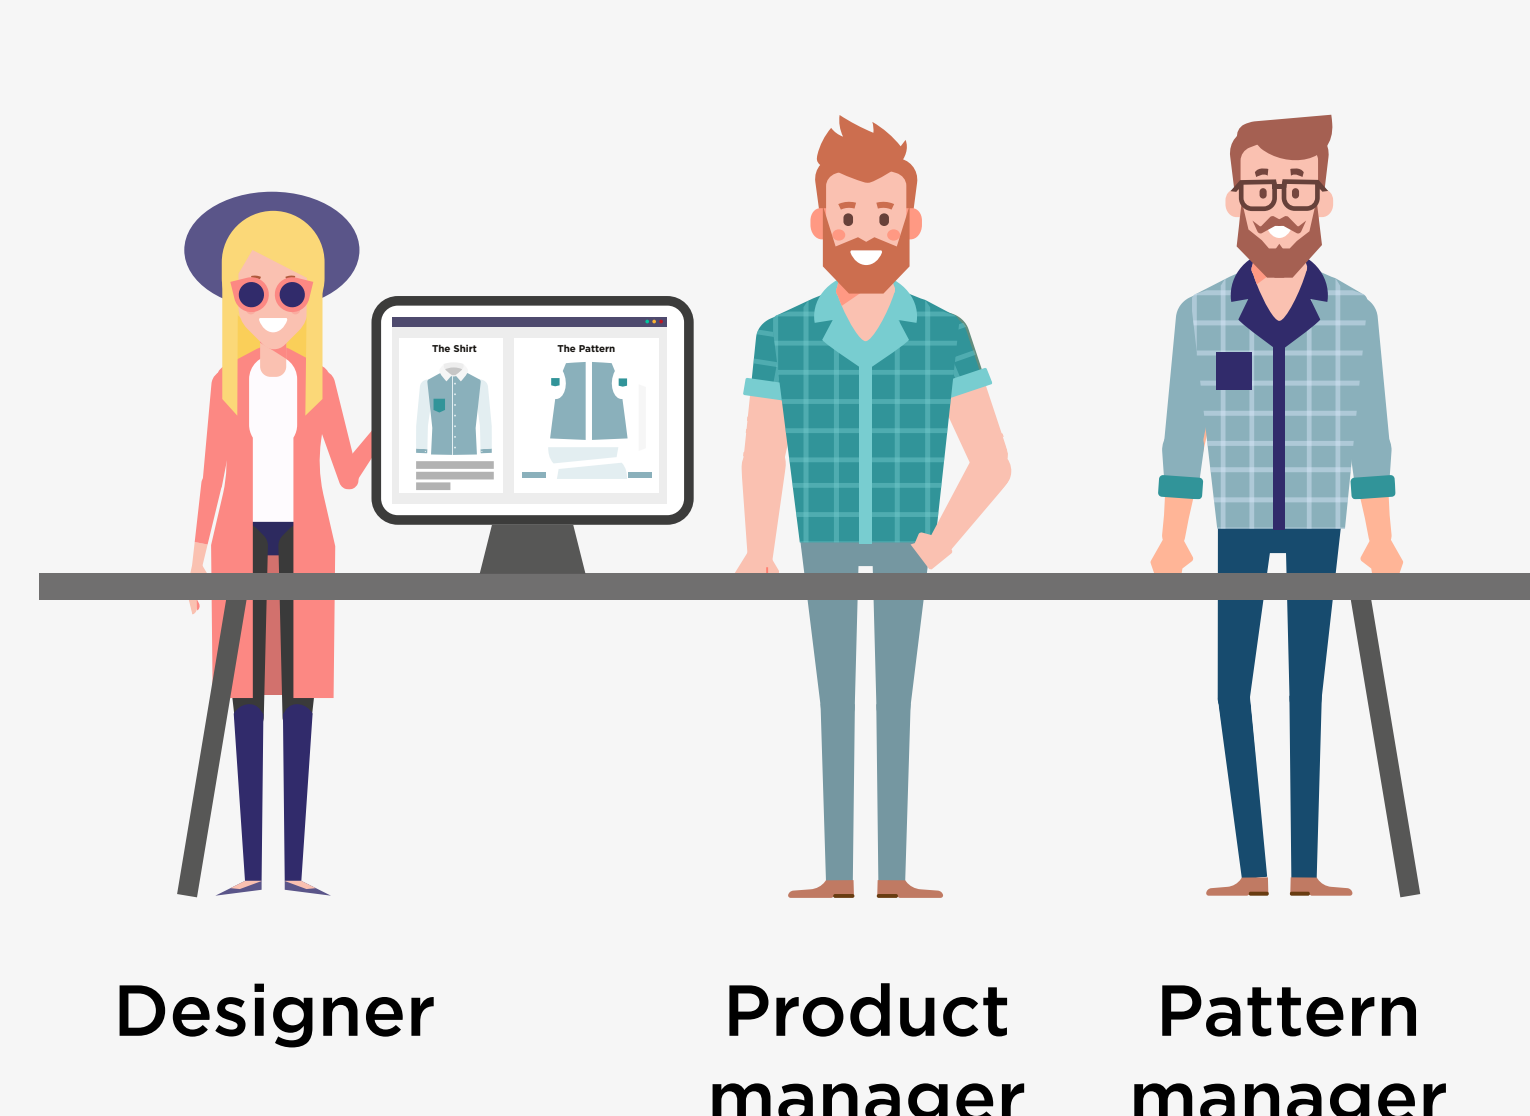 The Shirt
The Pattern
Designer
Product
manager
Pattern
manager